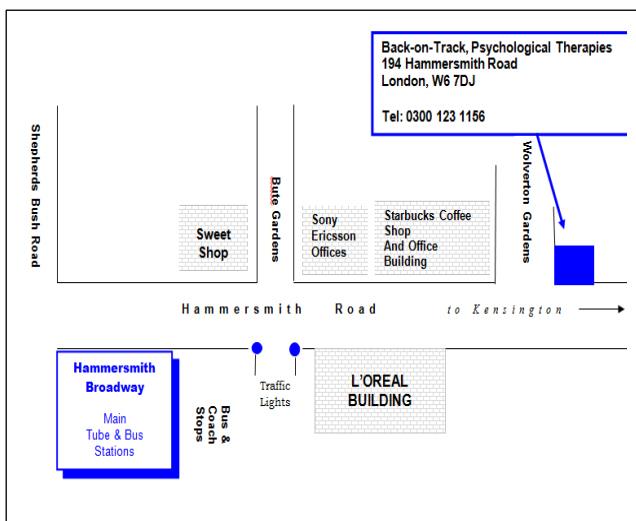 Back-on-Track, Psychological Therapies
194 Hammersmith Road
London, W6 7DJ
Tel: 0300 123 1156
Shepherds Bush Road
Bute Gardens
Wolverton Gardens
Sweet
Shop
Sony
Ericsson
Offices
Starbucks Coffee
Shop
And Office
Building
Hammersmith Road
to Kensington
Hammersmith
Broadway
Main
Tube & Bus
Stations
Bus &
Coach
Stops
Traffic
Lights
L'OREAL
BUILDING